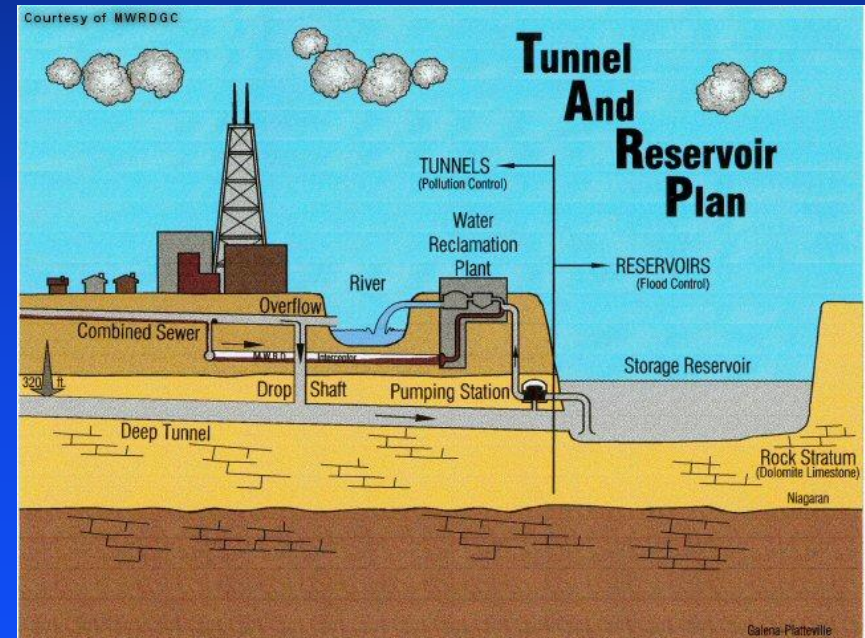 Courtesy of MWRDGC
Tunnel
And
Reservoir
Plan
TUNNELS
(Pollution Control)
RESERVOIRS
(Flood Control)
Water
Reclamation
Plant
River
Overflow
Combined Sewer
M.W.R.D. Interceptor
Storage Reservoir
320 ft.
Drop Shaft
Pumping Station
Deep Tunnel
Rock Stratum
(Dolomite Limestone)
Niagaran
Galena-Platteville